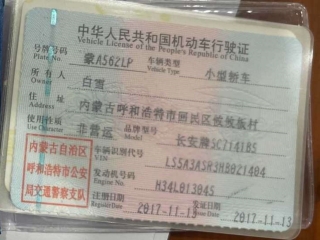 中华人民共和国机动车行驶证
Vehicle License of the People's Republic of China
号牌号码 蒙A562LP 车辆类型 小型轿车
Plate No. Vehicle Type
所有人 白雪
Owner
住址 内蒙古呼和浩特市回民区攸攸板村
Address
使用性质 非营运 品牌型号 长安牌SC7141BS
Use Character Model
内蒙古自治区
呼和浩特市公安
局交通警察支队
车辆识别代号
VIN
发动机号码 H34L013845
Engine No.
注册日期 2017-11-13 发证日期 2017-11-13
Register Date Issue Date